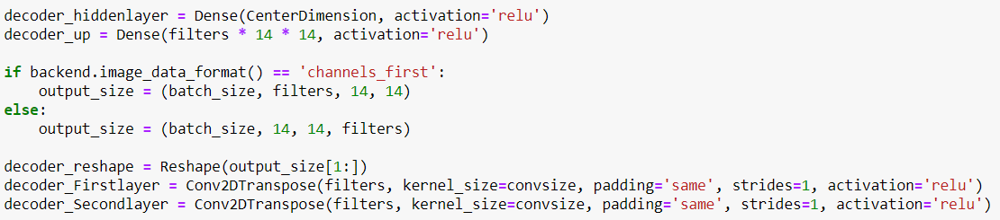 decoder_hiddenlayer = Dense(CenterDimension, activation='relu')
decoder_up = Dense(filters * 14 * 14, activation='relu')
if backend.image_data_format() == 'channels_first':
    output_size = (batch_size, filters, 14, 14)
else:
    output_size = (batch_size, 14, 14, filters)
decoder_reshape = Reshape(output_size[1:])
decoder_Firstlayer = Conv2DTranspose(filters, kernel_size=convsize, padding='same', strides=1, activation='relu')
decoder_Secondlayer = Conv2DTranspose(filters, kernel_size=convsize, padding='same', strides=1, activation='relu')